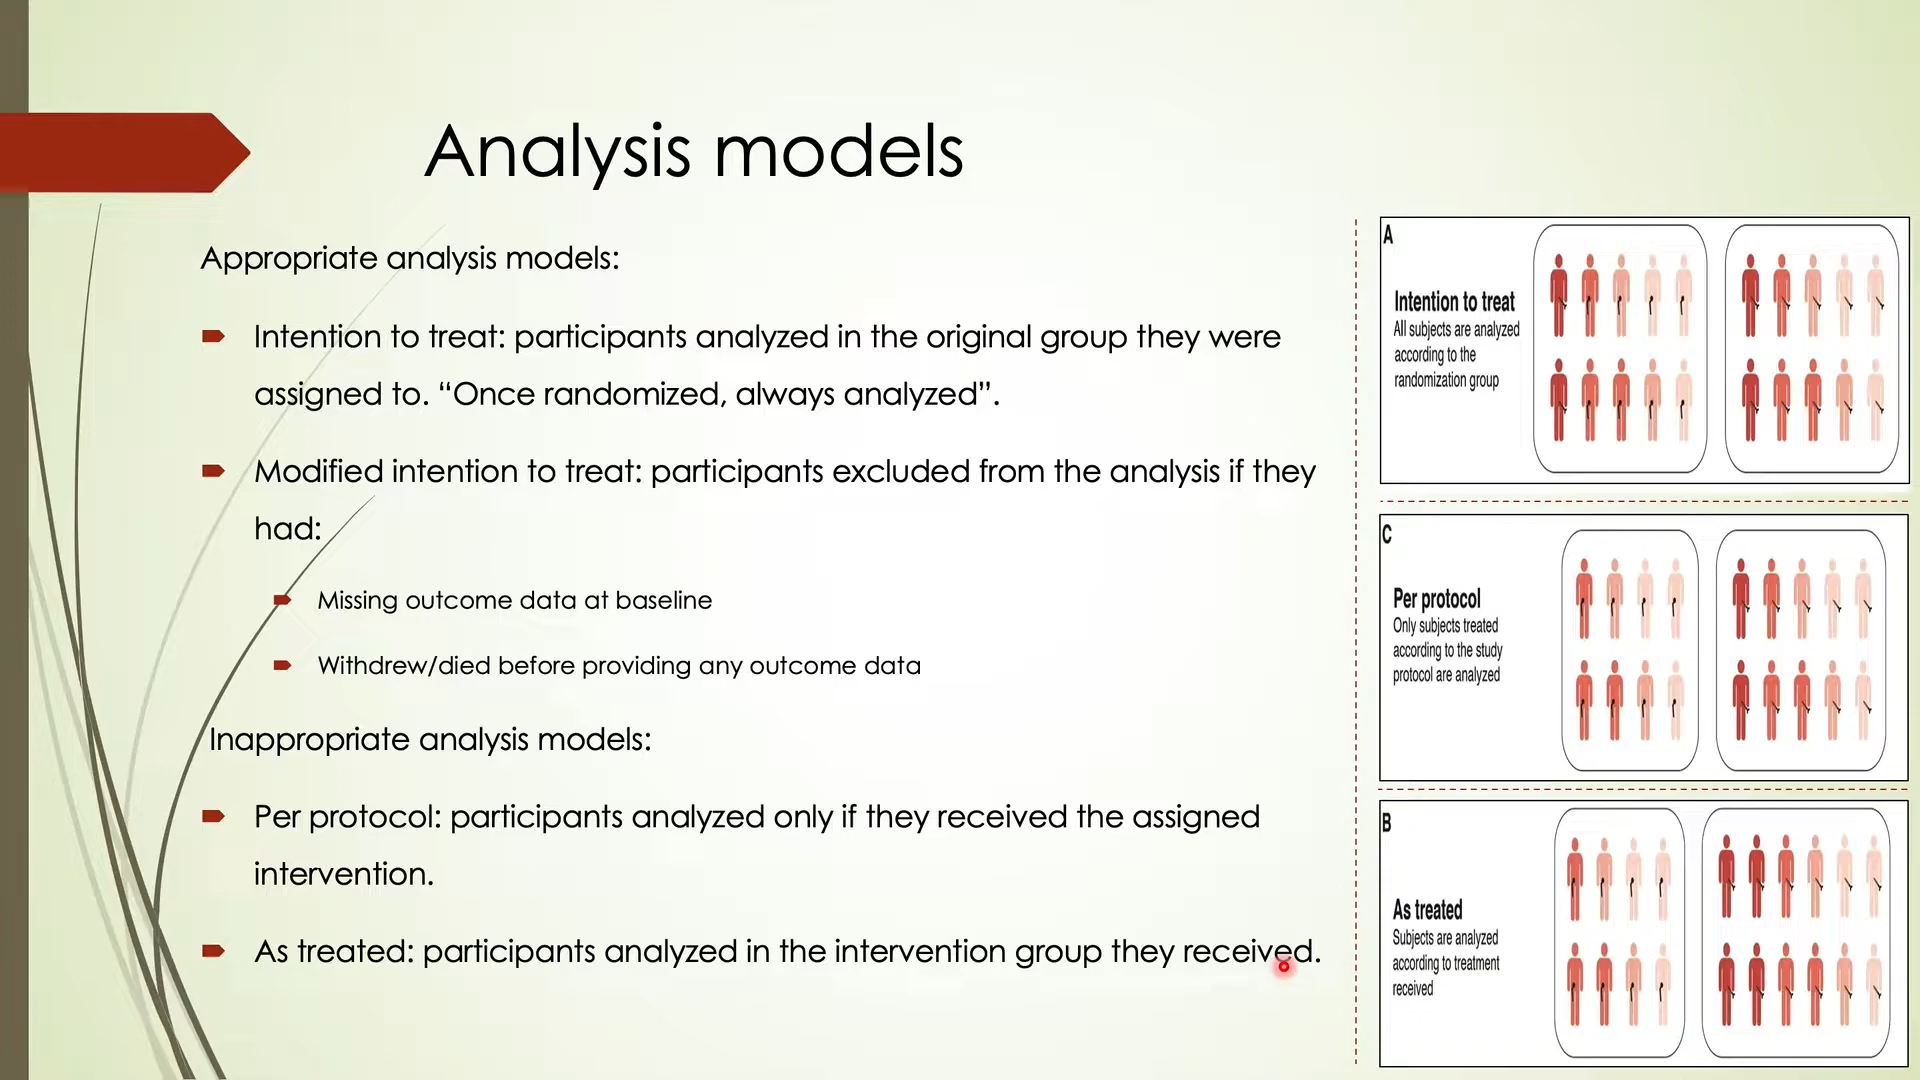 Analysis models
Appropriate analysis models:
Intention to treat: participants analyzed in the original group they were
assigned to. “Once randomized, always analyzed”.
Modified intention to treat: participants excluded from the analysis if they
had:
Missing outcome data at baseline
Withdrew/died before providing any outcome data
Inappropriate analysis models:
Per protocol: participants analyzed only if they received the assigned
intervention.
As treated: participants analyzed in the intervention group they received.
A
Intention to treat
All subjects are analyzed
according to the
randomization group
C
Per protocol
Only subjects treated
according to the study
protocol are analyzed
B
As treated
Subjects are analyzed
according to treatment
received